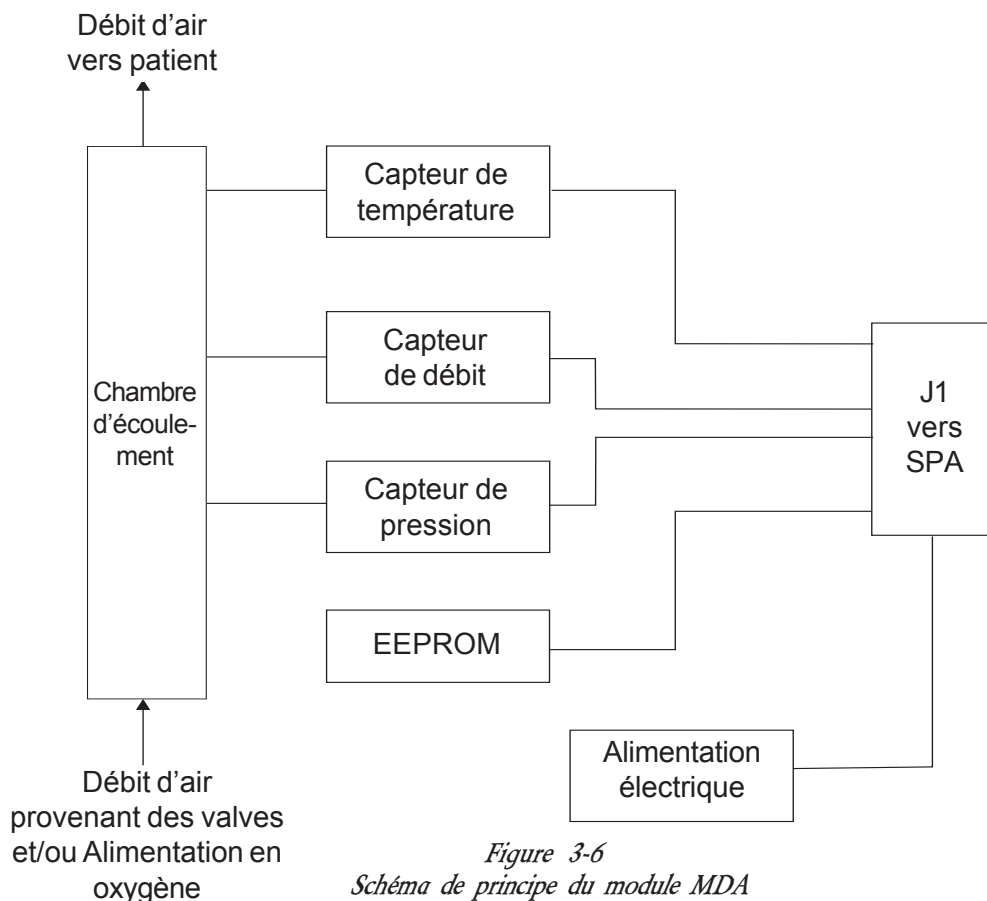 Débit d’air
vers patient
Capteur de
température
Capteur
de débit
Chambre
d’écoule-
ment
J1
vers
SPA
Capteur de
pression
EEPROM
Alimentation
électrique
Débit d’air
provenant des valves
et/ou Alimentation en
oxygène
Figure 3-6
Schéma de principe du module MDA